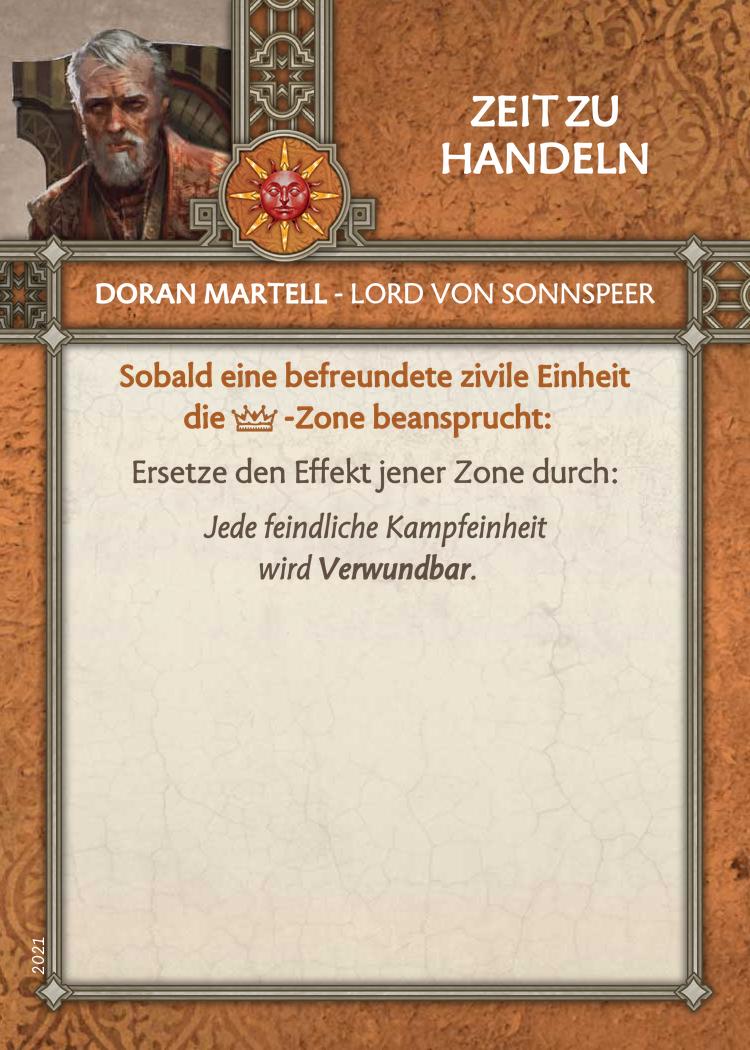 ZEIT ZU
HANDELN
DORAN MARTELL - LORD VON SONNSPEER
Sobald eine befreundete zivile Einheit
die -Zone beansprucht:
Ersetze den Effekt jener Zone durch:
Jede feindliche Kampfeinheit
wird Verwundbar.
2021